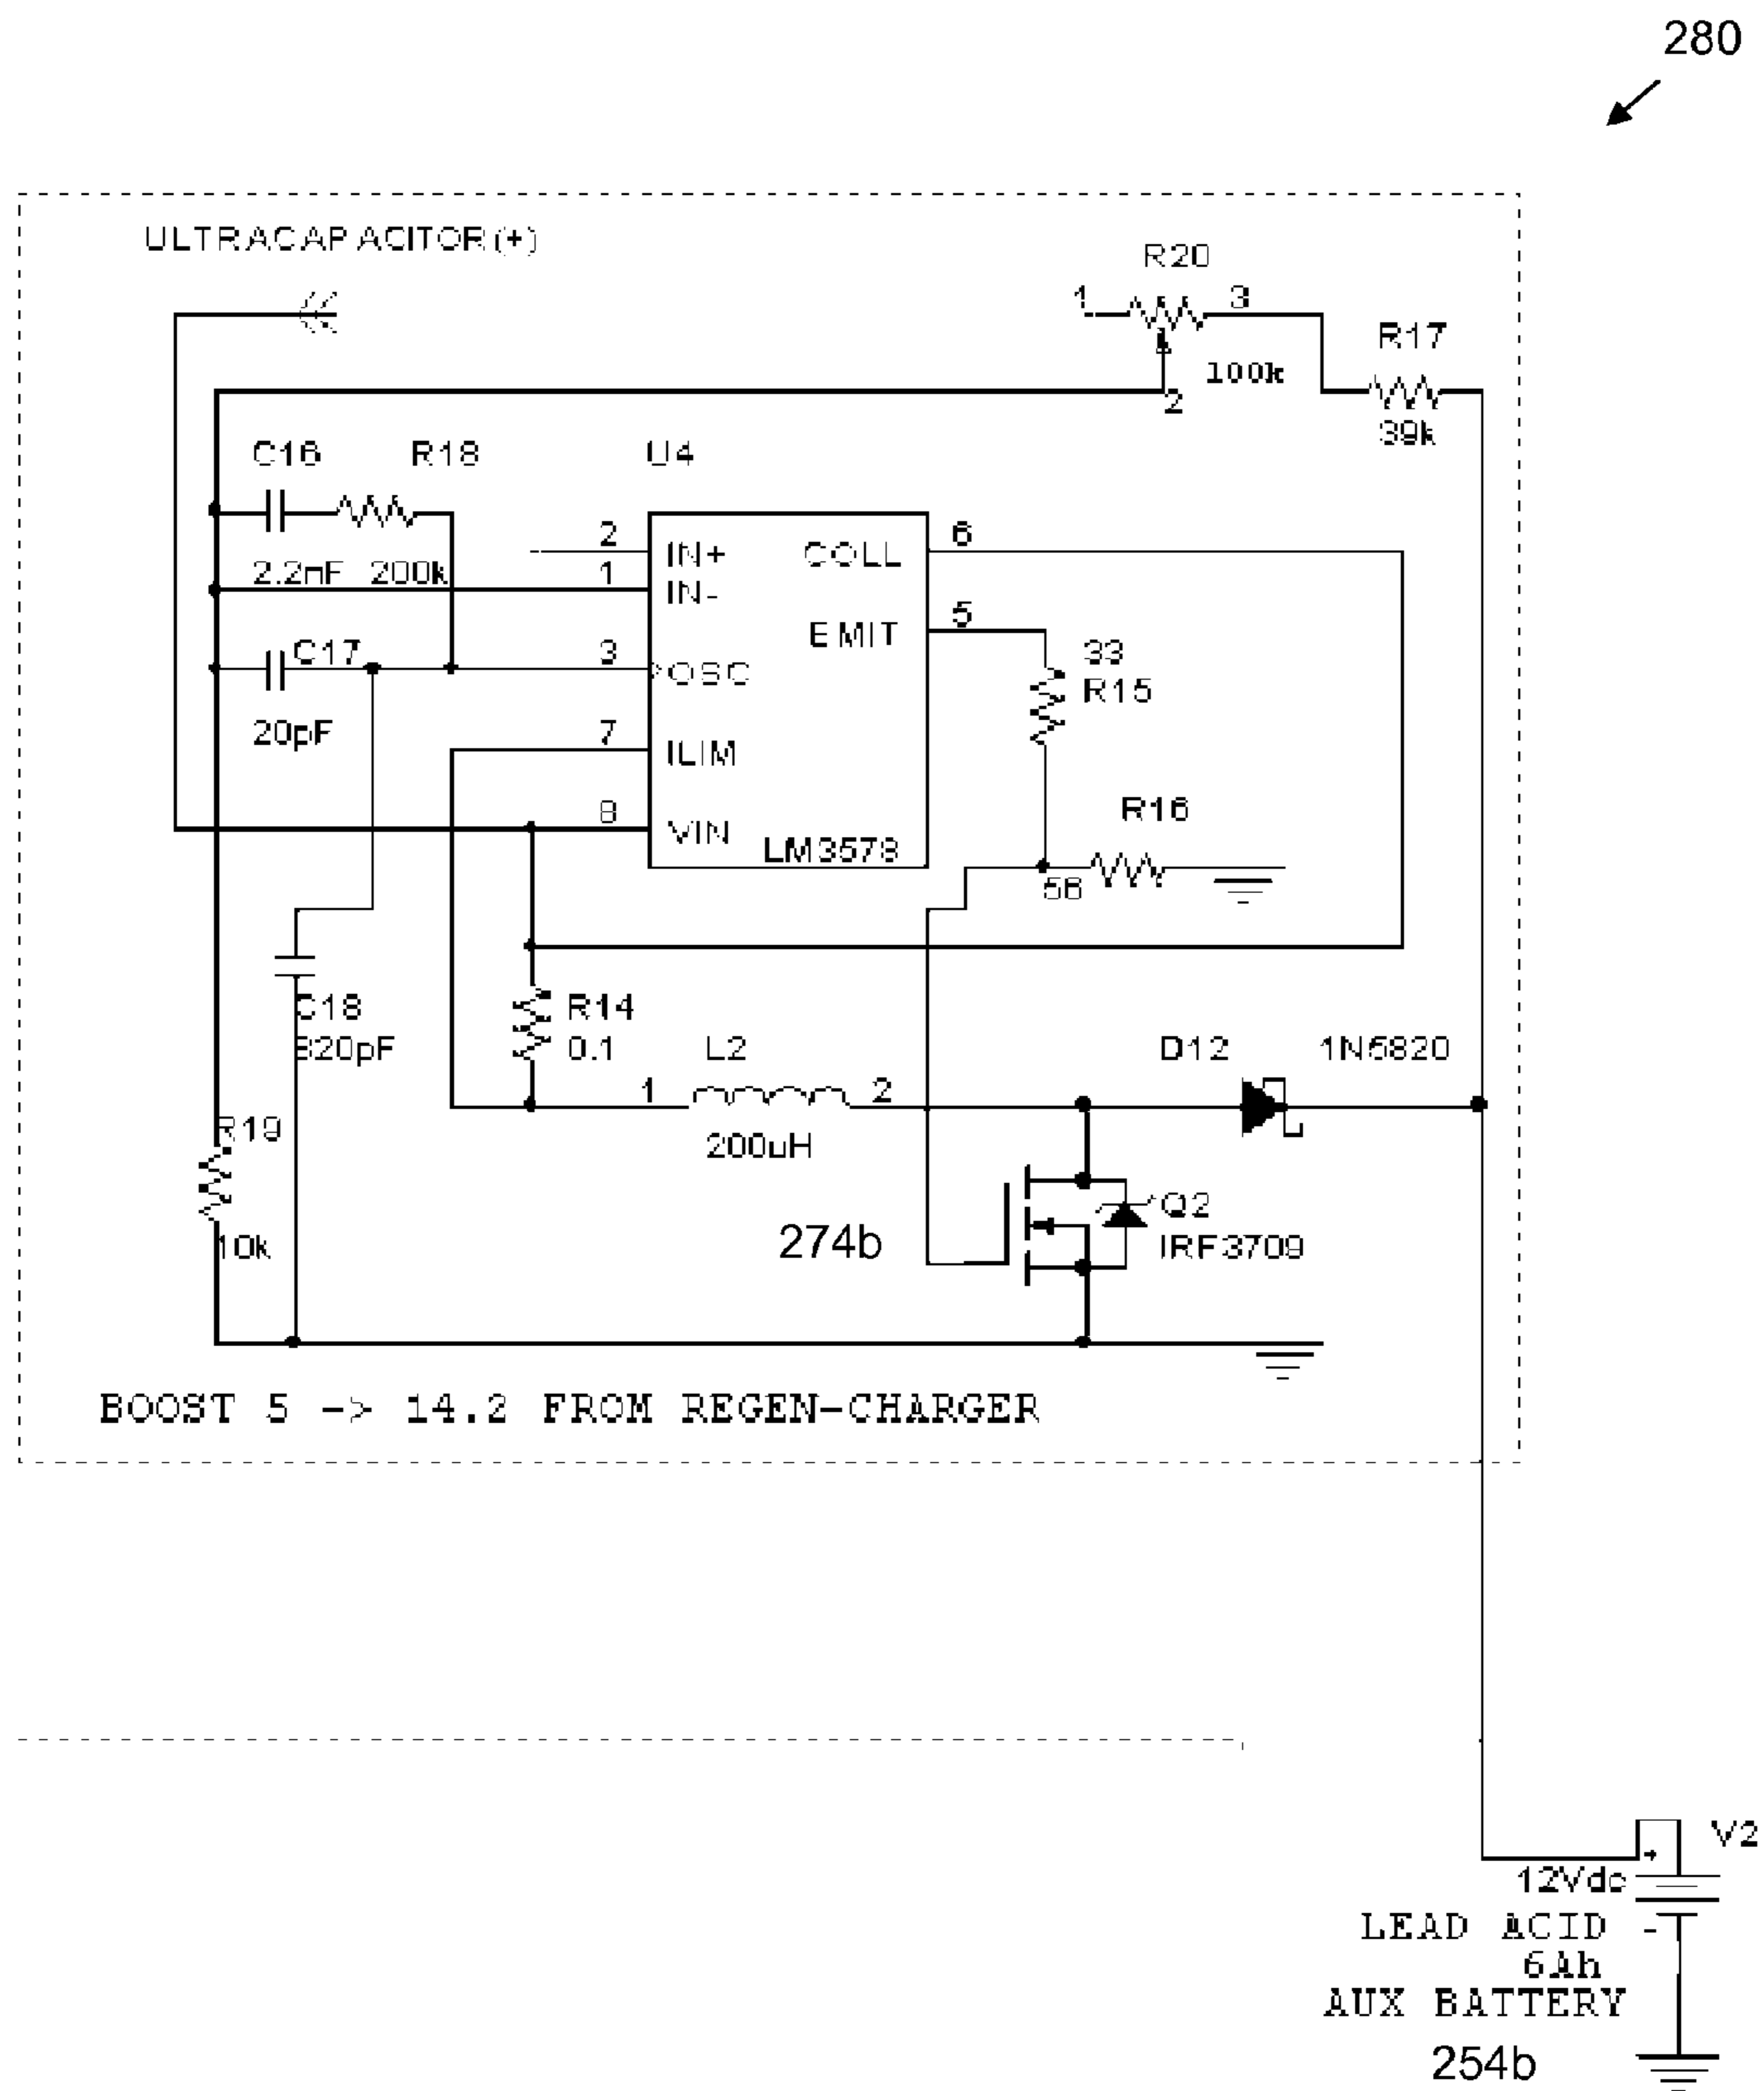 280
ULTRACAPACITOR(+)
R20
1
3
100k
2
R17
39k
C16
R18
U4
2.2nF
200k
2
1
IN+
IN-
COLL
6
EMIT
5
C17
20pF
3
OSC
7
ILIM
8
VIN
LM3578
33
R15
R16
56
C18
820pF
R14
0.1
L2
1
2
200uH
D12
1N5820
R19
10k
274b
Q2
IRF3709
BOOST 5 -> 14.2 FROM REGEN-CHARGER
V2
+
12Vdc
LEAD ACID
-
6Ah
AUX BATTERY
254b